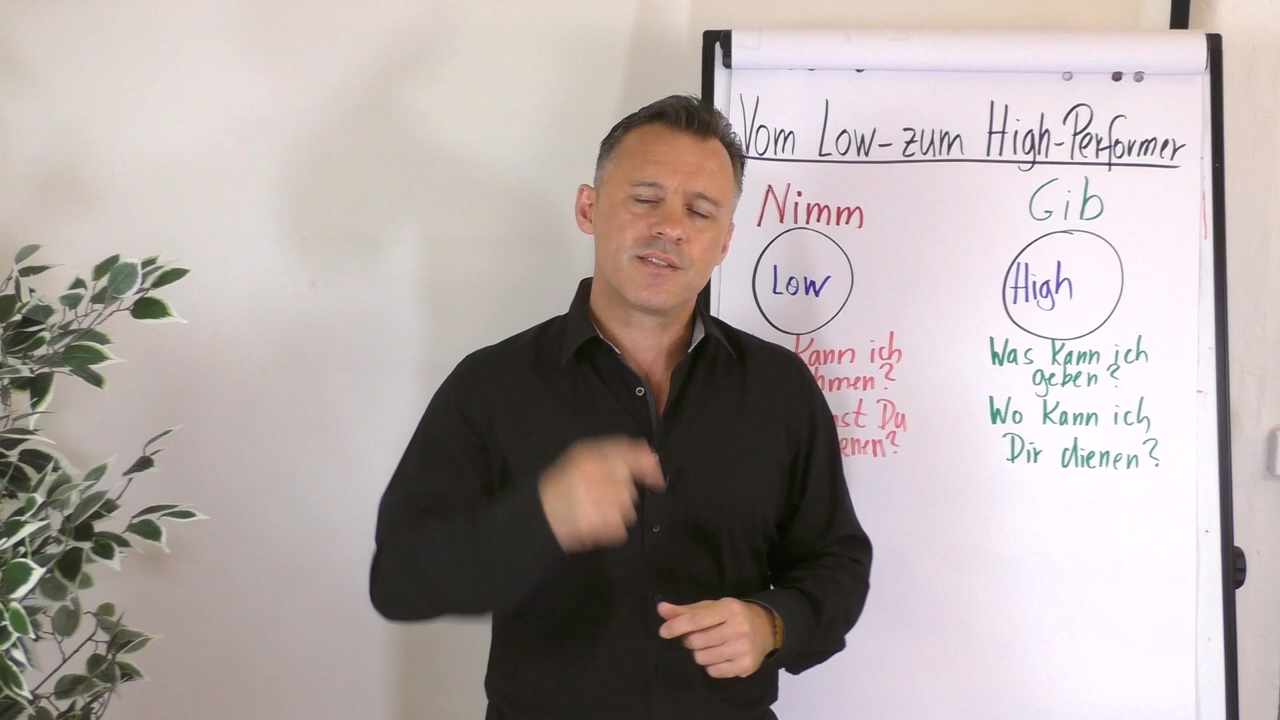 Vom Low-zum High-Performer
Nimm
Low
Kann ich
Du
Gib
High
Was kann ich
geben?
Wo kann ich
Dir dienen?